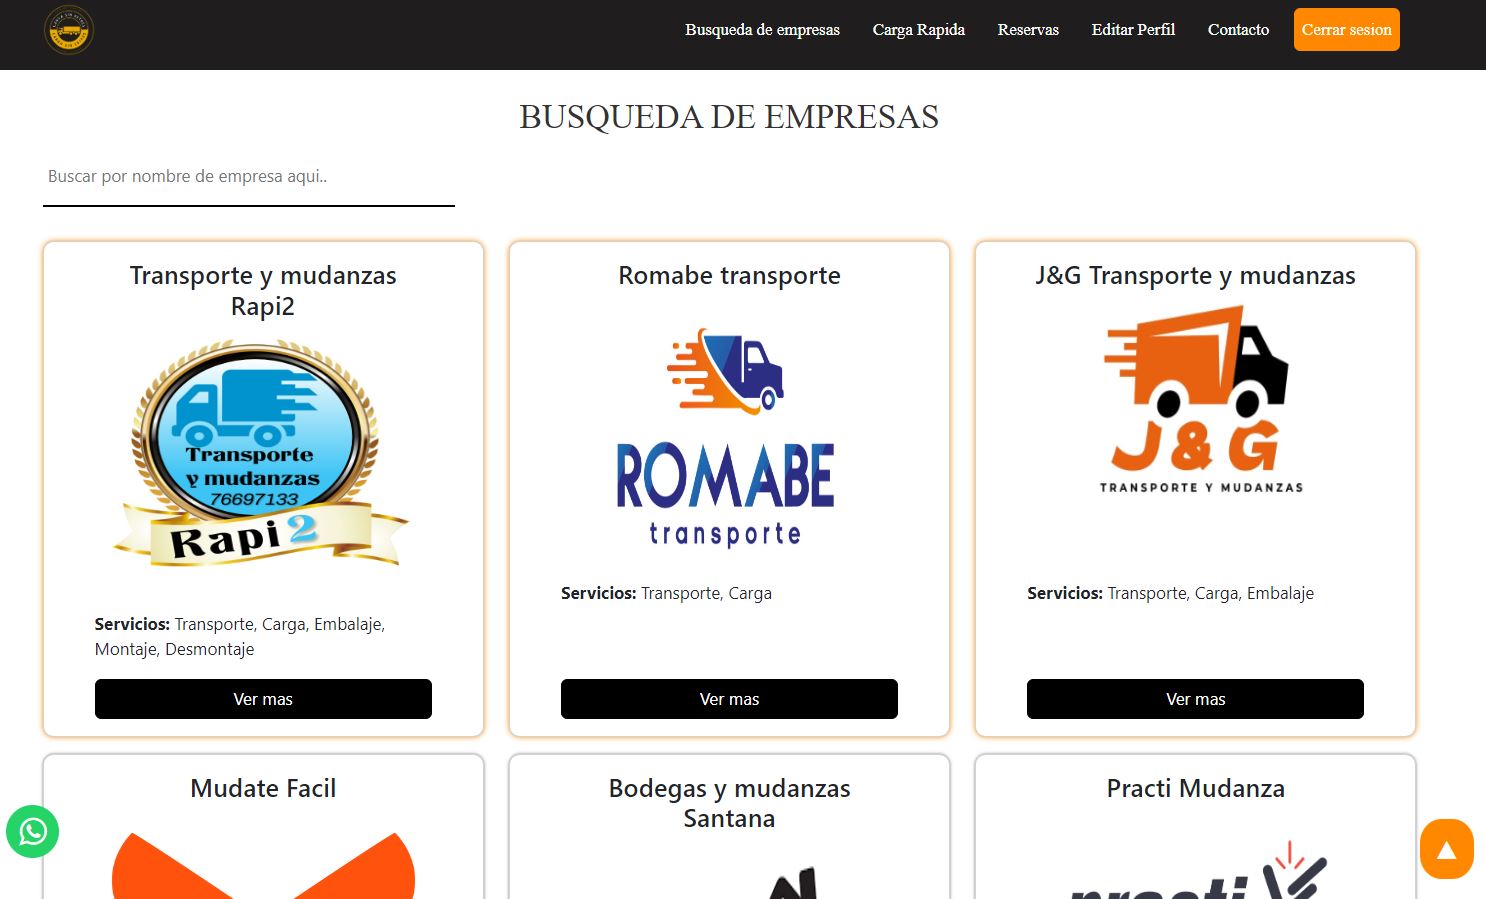 Busqueda de empresas Carga Rapida Reservas Editar Perfil Contacto Cerrar sesion
BUSQUEDA DE EMPRESAS
Buscar por nombre de empresa aqui..
Transporte y mudanzas
Rapi2
Transporte
y mudanzas
76697133
Rapi 2
Servicios: Transporte, Carga, Embalaje,
Montaje, Desmontaje
Ver mas
Romabe transporte
ROMABE
transporte
Servicios: Transporte, Carga
Ver mas
J&G Transporte y mudanzas
J&G
TRANSPORTE Y MUDANZAS
Servicios: Transporte, Carga, Embalaje
Ver mas
Mudate Facil
Bodegas y mudanzas
Santana
Practi Mudanza
practi